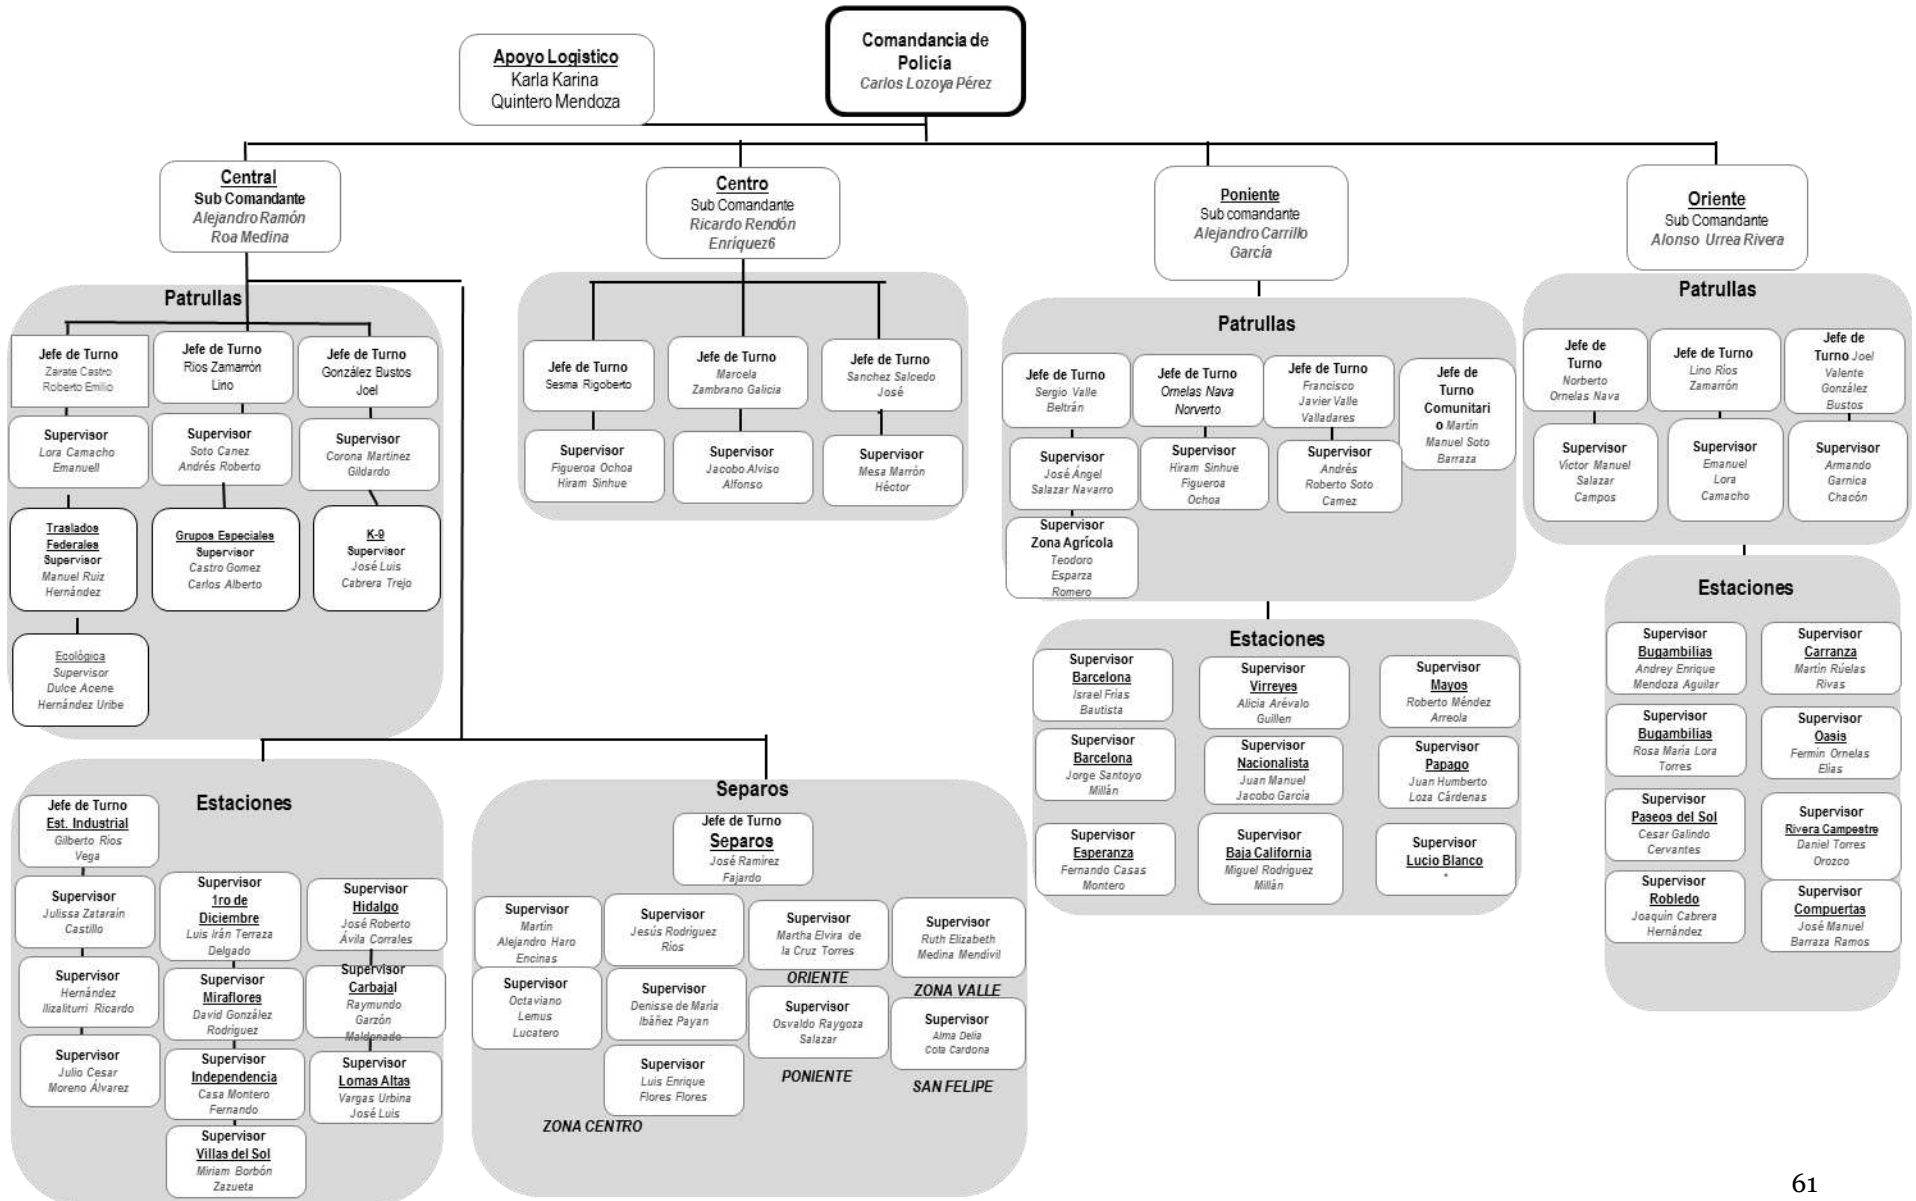 Comandancia de
Policía
Carlos Lozoya Pérez
Apoyo Logistico
Karla Karina
Quintero Mendoza
Central
Sub Comandante
Alejandro Ramón
Roa Medina
Centro
Sub Comandante
Ricardo Rendón
Enríquez6
Poniente
Sub comandante
Alejandro Carrillo
García
Oriente
Sub Comandante
Alonso Urrea Rivera
Patrullas
Jefe de Turno
Zarate Castro
Roberto Emilio
Jefe de Turno
Rios Zamarrón
Lino
Jefe de Turno
González Bustos
Joel
Supervisor
Lora Camacho
Emanuell
Supervisor
Soto Canez
Andrés Roberto
Supervisor
Corona Martinez
Gildardo
Traslados
Federales
Supervisor
Manuel Ruiz
Hernández
Grupos Especiales
Supervisor
Castro Gomez
Carlos Alberto
K-9
Supervisor
José Luis
Cabrera Trejo
Ecológica
Supervisor
Dulce Acene
Hernández Uribe
Jefe de Turno
Sesma Rigoberto
Jefe de Turno
Marcela
Zambrano Galicia
Jefe de Turno
Sanchez Salcedo
José
Supervisor
Figueroa Ochoa
Hiram Sinhue
Supervisor
Jacobo Alviso
Alfonso
Supervisor
Mesa Marrón
Héctor
Patrullas
Jefe de Turno
Sergio Valle
Beltrán
Jefe de Turno
Ornelas Nava
Norverto
Jefe de Turno
Francisco
Javier Valle
Valladares
Jefe de
Turno
Comunitari
o Martin
Manuel Soto
Barraza
Supervisor
José Ángel
Salazar Navarro
Supervisor
Hiram Sinhue
Figueroa
Ochoa
Supervisor
Andrés
Roberto Soto
Camez
Supervisor
Zona Agrícola
Teodoro
Esparza
Romero
Patrullas
Jefe de
Turno
Norberto
Ornelas Nava
Jefe de Turno
Lino Ríos
Zamarrón
Jefe de
Turno Joel
Valente
González
Bustos
Supervisor
Victor Manuel
Salazar
Campos
Supervisor
Emanuel
Lora
Camacho
Supervisor
Armando
Garnica
Chacón
Estaciones
Jefe de Turno
Est. Industrial
Gilberto Rios
Vega
Supervisor
Julissa Zatarain
Castillo
Supervisor
1ro de
Diciembre
Luis Irán Terraza
Delgado
Supervisor
Hidalgo
José Roberto
Ávila Corrales
Supervisor
Hernández
Ilizaliturri Ricardo
Supervisor
Miraflores
David González
Rodríguez
Supervisor
Carbajal
Raymundo
Garzón
Maldonado
Supervisor
Julio Cesar
Moreno Álvarez
Supervisor
Independencia
Casa Montero
Fernando
Supervisor
Lomas Altas
Vargas Urbina
José Luis
Supervisor
Villas del Sol
Miriam Borbón
Zazueta
Separos
Jefe de Turno
Separos
José Ramírez
Fajardo
Supervisor
Martin
Alejandro Haro
Encinas
Supervisor
Jesús Rodríguez
Ríos
Supervisor
Martha Elvira de
la Cruz Torres
Supervisor
Ruth Elizabeth
Medina Mendivil
ORIENTE
ZONA VALLE
Supervisor
Octaviano
Lemus
Lucatero
Supervisor
Denisse de María
Ibáñez Payan
Supervisor
Osvaldo Raygoza
Salazar
Supervisor
Alma Delia
Cota Cardona
Supervisor
Luis Enrique
Flores Flores
PONIENTE
SAN FELIPE
ZONA CENTRO
Estaciones
Supervisor
Barcelona
Israel Frías
Bautista
Supervisor
Virreyes
Alicia Arévalo
Guillen
Supervisor
Mayos
Roberto Méndez
Arreola
Supervisor
Barcelona
Jorge Santoyo
Millán
Supervisor
Nacionalista
Juan Manuel
Jacobo García
Supervisor
Papago
Juan Humberto
Loza Cárdenas
Supervisor
Esperanza
Fernando Casas
Montero
Supervisor
Baja California
Miguel Rodriguez
Millán
Supervisor
Lucio Blanco
*
Estaciones
Supervisor
Bugambilias
Andrey Enrique
Mendoza Aguilar
Supervisor
Carranza
Martín Rúelas
Rivas
Supervisor
Bugambilias
Rosa María Lora
Torres
Supervisor
Oasis
Fermín Ornelas
Elías
Supervisor
Paseos del Sol
Cesar Galindo
Cervantes
Supervisor
Rivera Campestre
Daniel Torres
Orozco
Supervisor
Robledo
Joaquín Cabrera
Hernández
Supervisor
Compuertas
José Manuel
Barraza Ramos
61